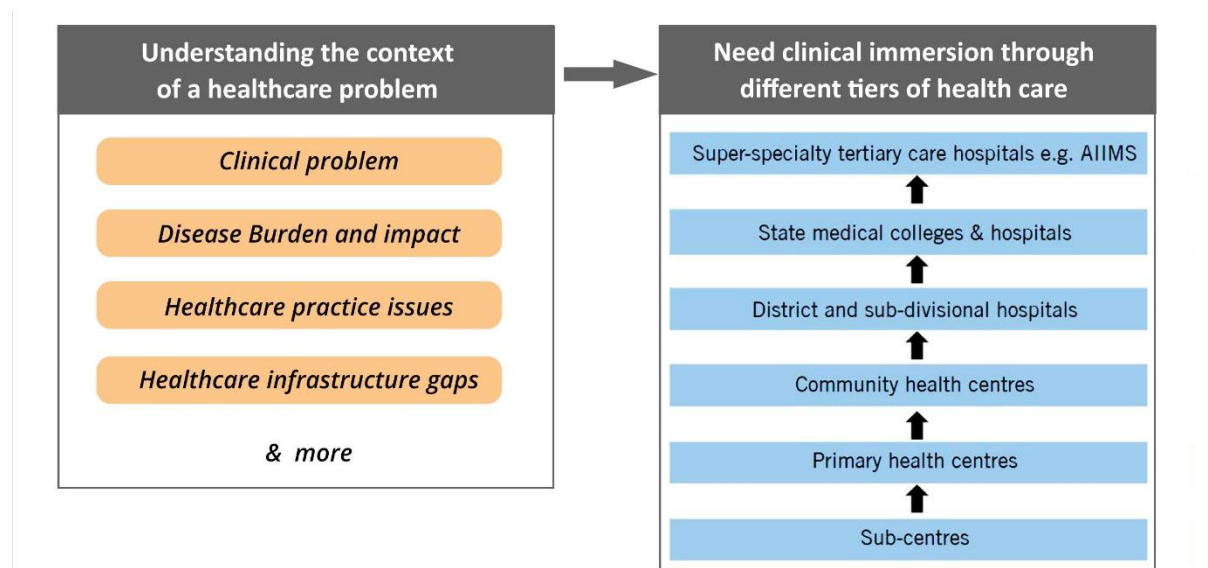 Understanding the context
of a healthcare problem
Clinical problem
Disease Burden and impact
Healthcare practice issues
Healthcare infrastructure gaps
& more
Need clinical immersion through
different tiers of health care
Super-specialty tertiary care hospitals e.g. AIIMS
State medical colleges & hospitals
District and sub-divisional hospitals
Community health centres
Primary health centres
Sub-centres